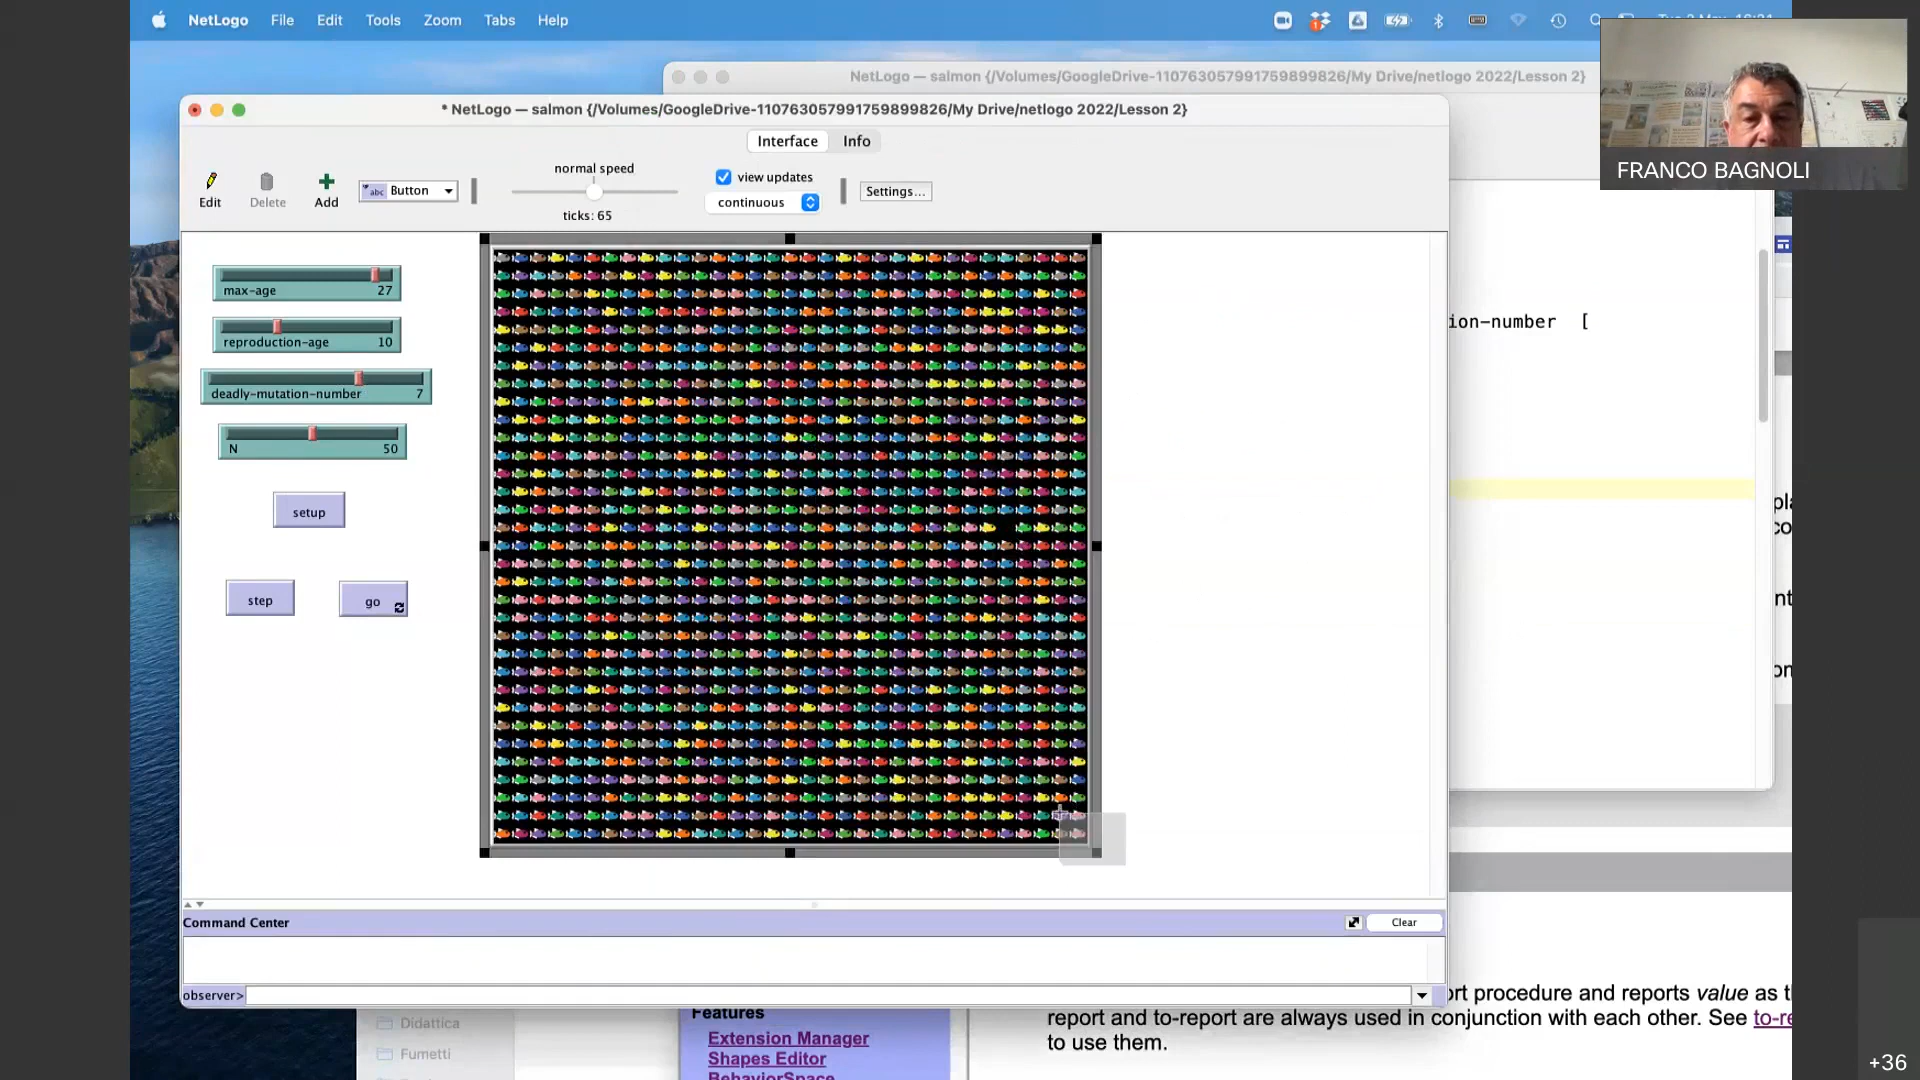 NetLogo File Edit Tools Zoom Tabs Help
NetLogo — salmon {/Volumes/GoogleDrive-110763057991759899826/My Drive/netlogo 2022/Lesson 2}
* NetLogo — salmon {/Volumes/GoogleDrive-110763057991759899826/My Drive/netlogo 2022/Lesson 2}
FRANCO BAGNOLI
Interface Info
normal speed
view updates
Edit Delete Add abc Button continuous Settings...
ticks: 65
max-age 27
reproduction-age 10
deadly-mutation-number 7
N 50
setup
step go
ion-number [
Command Center Clear
observer>
Didattica
Fumetti
Features
Extension Manager
Shapes Editor
BehaviorSpace
ort procedure and reports value as
report and to-report are always used in conjunction with each other. See to-re
to use them.
+36